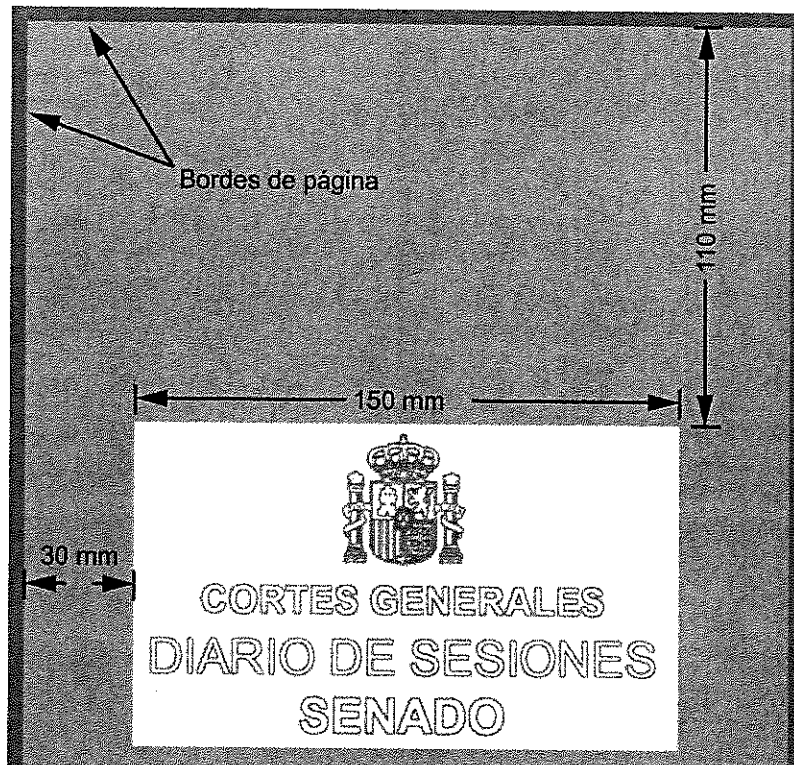 Bordes de página
110 mm
150 mm
30 mm
CORTES GENERALES
DIARIO DE SESIONES
SENADO